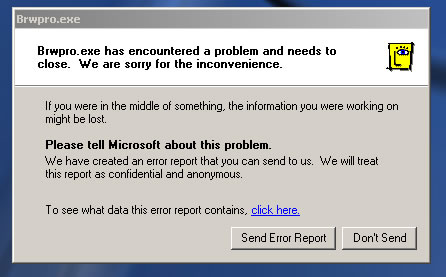 Brwpro.exe
Brwpro.exe has encountered a problem and needs to
close.  We are sorry for the inconvenience.
If you were in the middle of something, the information you were working on
might be lost.
Please tell Microsoft about this problem.
We have created an error report that you can send to us.  We will treat
this report as confidential and anonymous.
To see what data this error report contains, click here.
Send Error Report
Don't Send